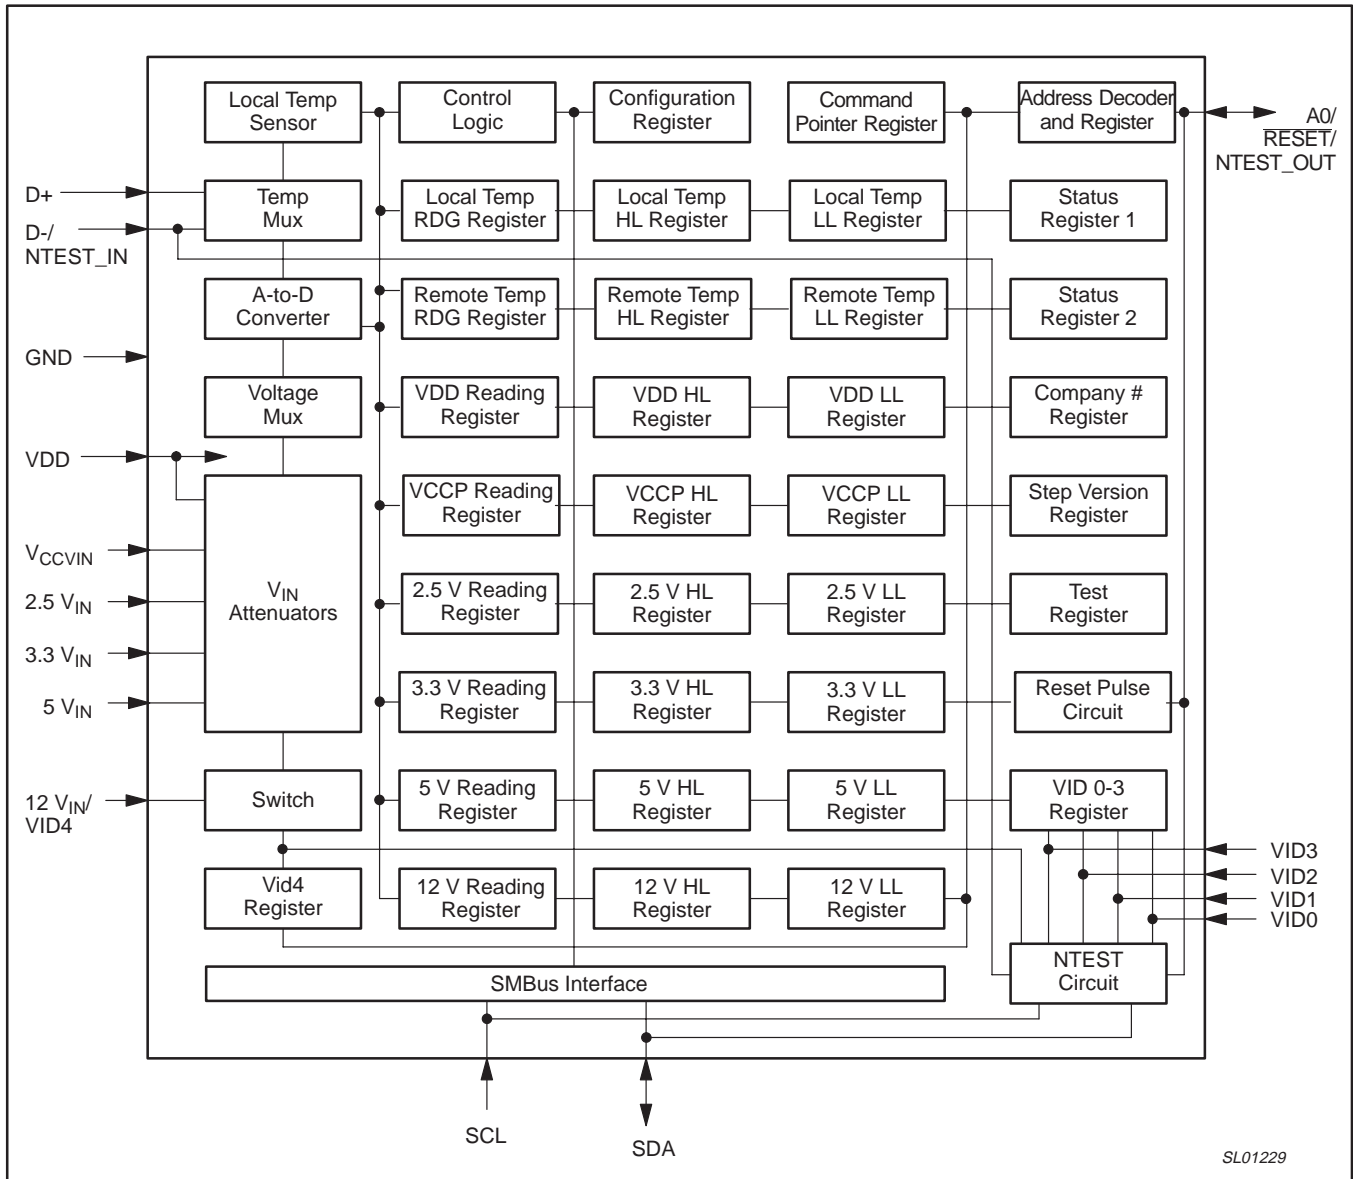 Local Temp
Sensor
Control
Logic
Configuration
Register
Command
Pointer Register
Address Decoder
and Register
A0/
RESET/
NTEST_OUT
D+
D-/
NTEST_IN
Temp
Mux
Local Temp
RDG Register
Local Temp
HL Register
Local Temp
LL Register
Status
Register 1
A-to-D
Converter
Remote Temp
RDG Register
Remote Temp
HL Register
Remote Temp
LL Register
Status
Register 2
GND
Voltage
Mux
VDD Reading
Register
VDD HL
Register
VDD LL
Register
Company #
Register
VDD
VCCP Reading
Register
VCCP HL
Register
VCCP LL
Register
Step Version
Register
VCCVIN
2.5 VIN
3.3 VIN
5 VIN
VIN
Attenuators
2.5 V Reading
Register
2.5 V HL
Register
2.5 V LL
Register
Test
Register
3.3 V Reading
Register
3.3 V HL
Register
3.3 V LL
Register
Reset Pulse
Circuit
12 VIN/
VID4
Switch
5 V Reading
Register
5 V HL
Register
5 V LL
Register
VID 0-3
Register
VID3
VID2
VID1
VID0
Vid4
Register
12 V Reading
Register
12 V HL
Register
12 V LL
Register
NTEST
Circuit
SMBus Interface
SCL
SDA
SL01229